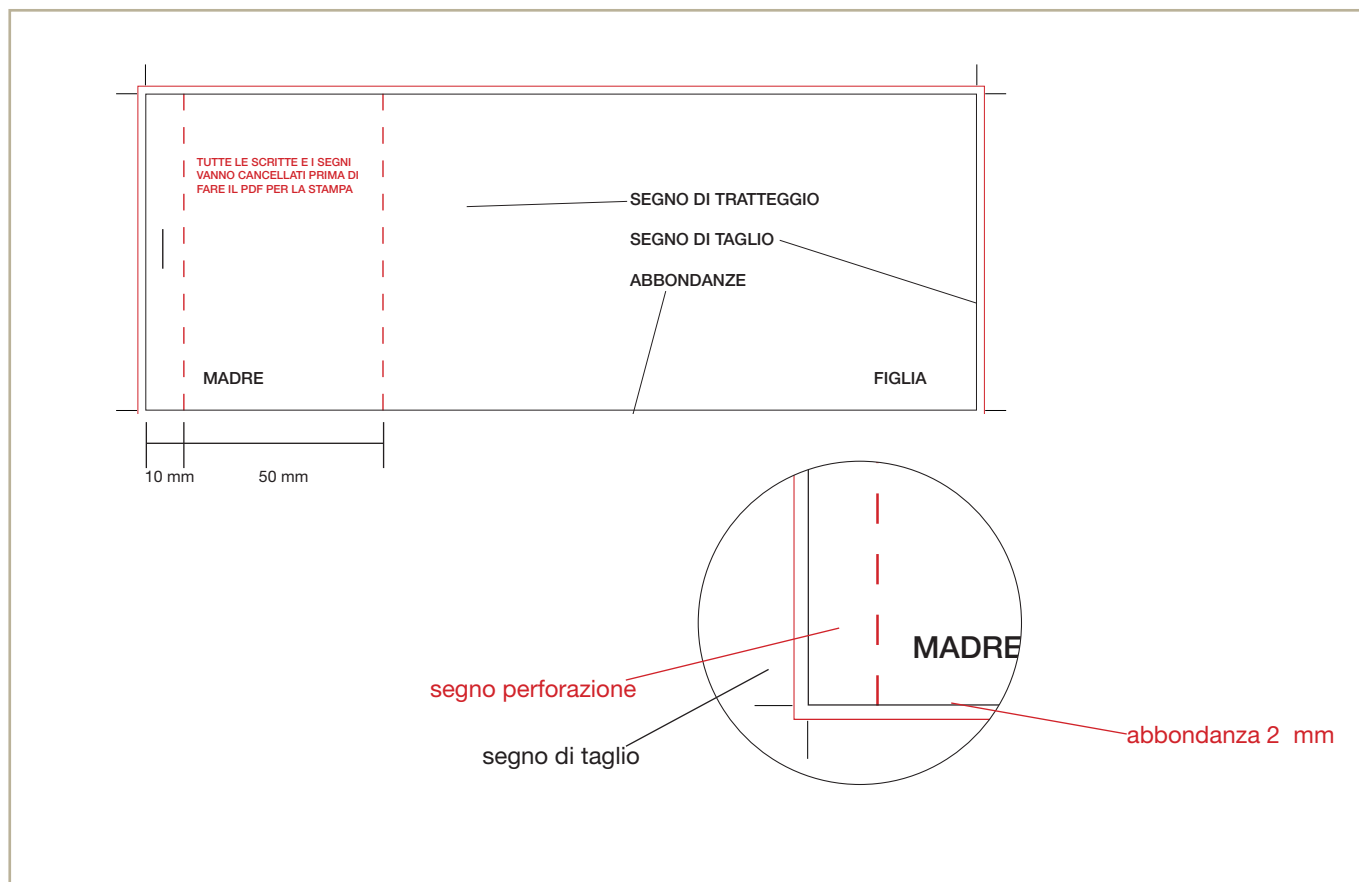 TUTTE LE SCRITTE E I SEGNI
VANNO CANCELLATI PRIMA DI
FARE IL PDF PER LA STAMPA
SEGNO DI TRATTEGGIO
SEGNO DI TAGLIO
ABBONDANZE
MADRE
FIGLIA
10 mm
50 mm
MADRE
segno perforazione
segno di taglio
abbondanza 2  mm